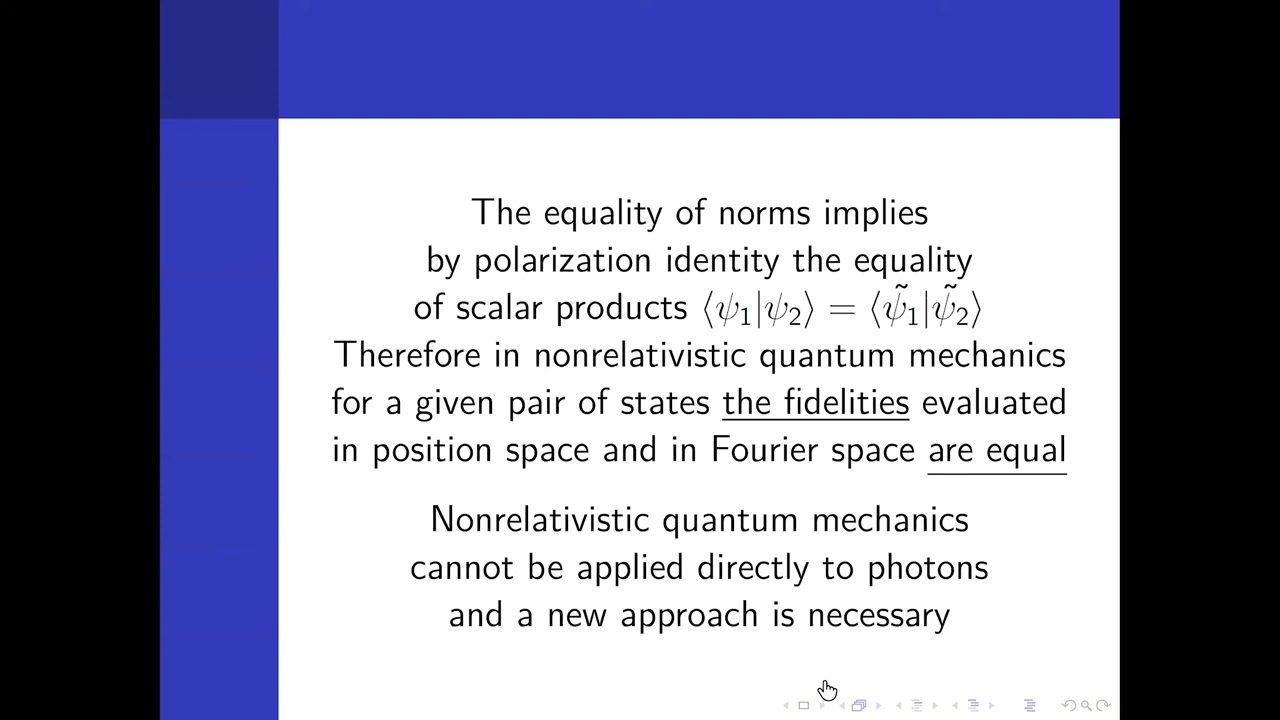 The equality of norms implies
by polarization identity the equality
of scalar products ⟨ψ₁|ψ₂⟩ = ⟨ψ̃₁|ψ̃₂⟩
Therefore in nonrelativistic quantum mechanics
for a given pair of states the fidelities evaluated
in position space and in Fourier space are equal
Nonrelativistic quantum mechanics
cannot be applied directly to photons
and a new approach is necessary